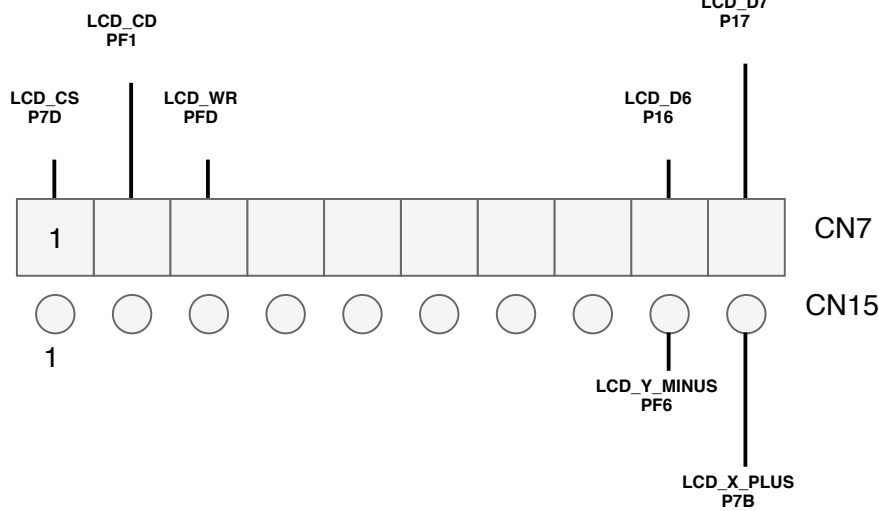 LCD_D7
P17
LCD_CD
PF1
LCD_CS
P7D
LCD_WR
PFD
LCD_D6
P16
1
CN7
CN15
1
LCD_Y_MINUS
PF6
LCD_X_PLUS
P7B